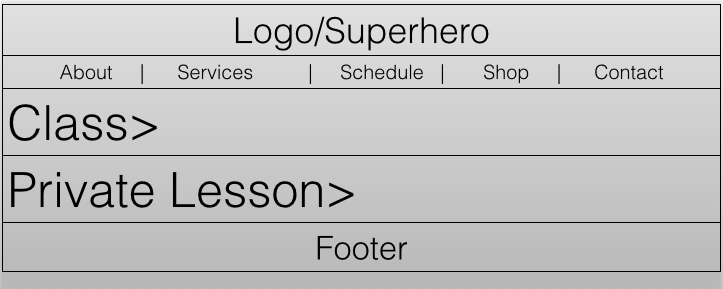 Logo/Superhero
About | Services | Schedule | Shop | Contact
Class>
Private Lesson>
Footer